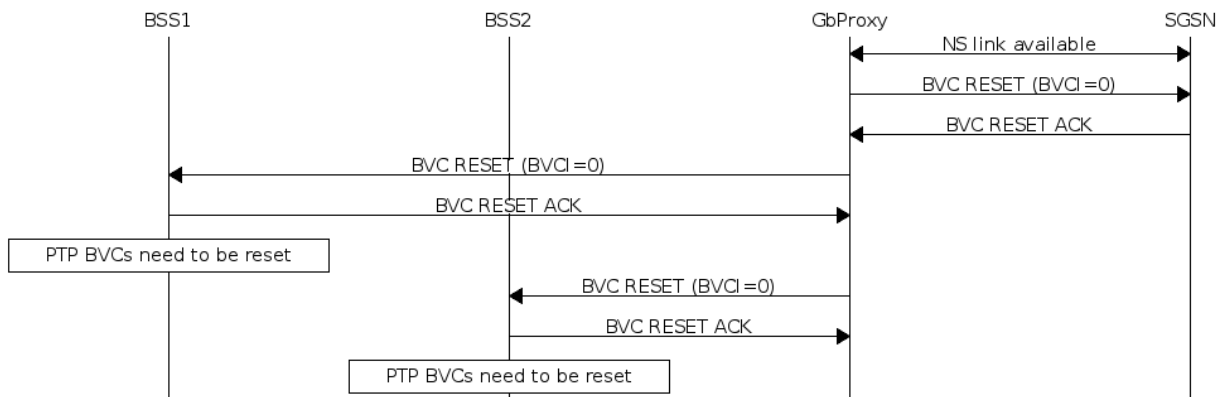 BSS1 BSS2 GbProxy SGSN
NS link available
BVC RESET (BVCI=0)
BVC RESET ACK
BVC RESET (BVCI=0)
BVC RESET ACK
PTP BVCs need to be reset
BVC RESET (BVCI=0)
BVC RESET ACK
PTP BVCs need to be reset